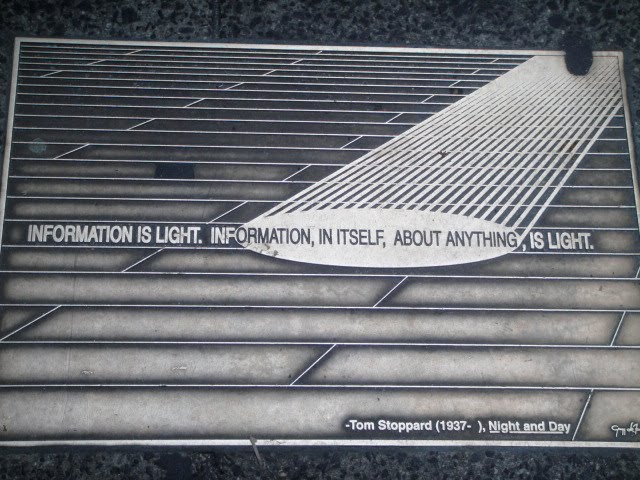 INFORMATION IS LIGHT. INFORMATION, IN ITSELF, ABOUT ANYTHING, IS LIGHT.
-Tom Stoppard (1937- ), Night and Day